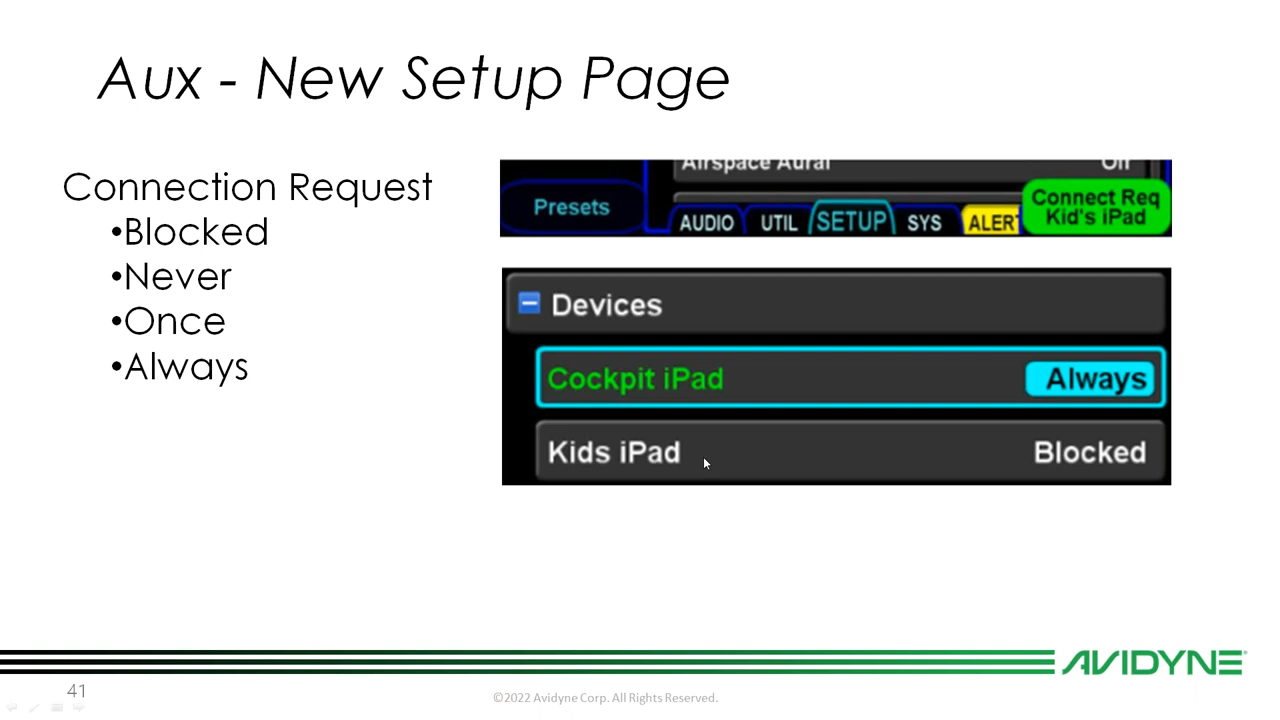 Aux - New Setup Page
Connection Request
•Blocked
•Never
•Once
•Always
Airspace Aural Off
Presets
AUDIO UTIL SETUP SYS ALERT
Connect Req
Kid's iPad
Devices
Cockpit iPad Always
Kids iPad Blocked
AVIDYNE®
41
©2022 Avidyne Corp. All Rights Reserved.